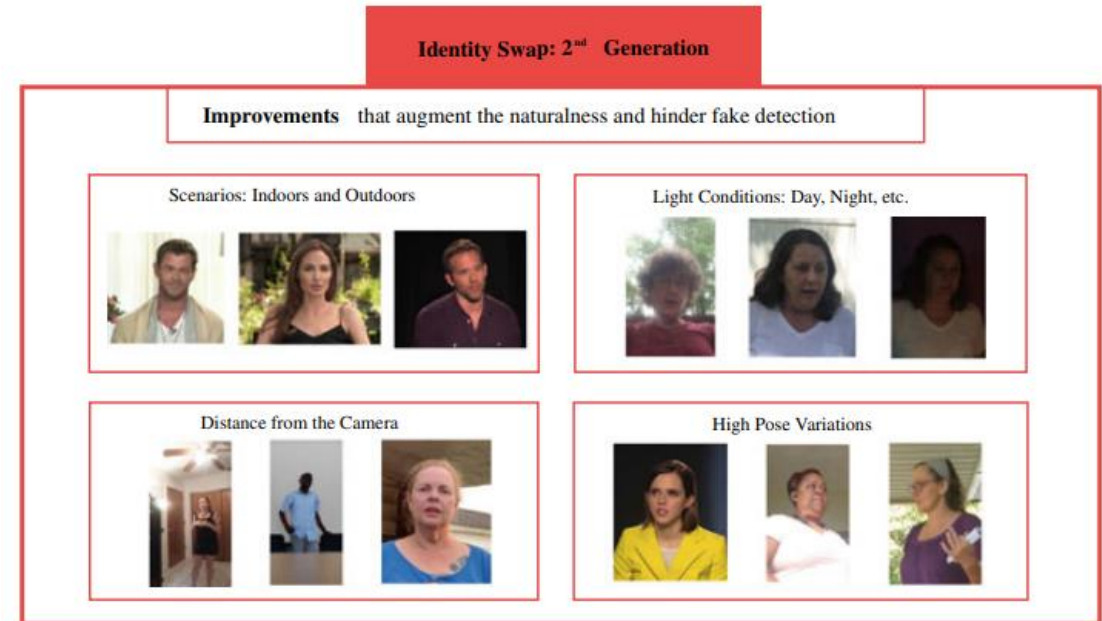 Identity Swap: 2nd Generation
Improvements that augment the naturalness and hinder fake detection
Scenarios: Indoors and Outdoors
Light Conditions: Day, Night, etc.
Distance from the Camera
High Pose Variations